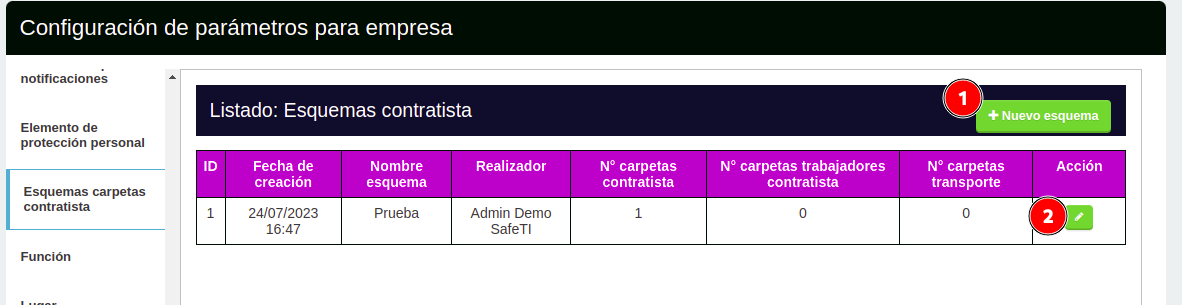 Configuración de parámetros para empresa
notificaciones
Elemento de
protección personal
Esquemas carpetas
contratista
Función
Lugar
Listado: Esquemas contratista
1
Nuevo esquema
ID Fecha de creación Nombre esquema Realizador N° carpetas contratista N° carpetas trabajadores contratista N° carpetas transporte Acción
1 24/07/2023 16:47 Prueba Admin Demo SafeTI 1 0 0 2